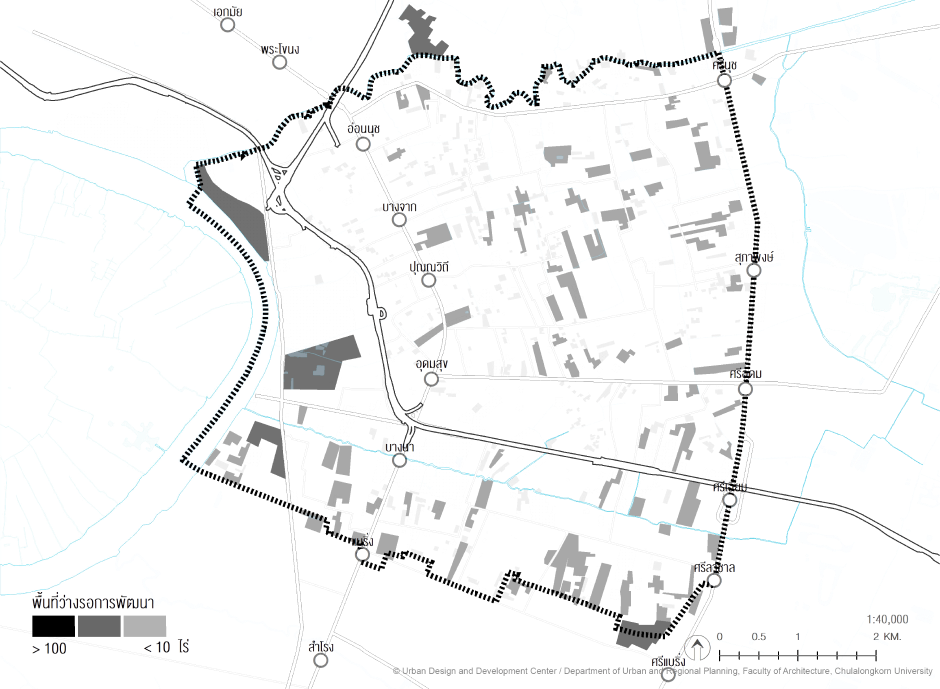 เอกมัย
พระโขนง
ศรีนุช
อ่อนนุช
บางจาก
สุภาพงษ์
ปุณณวิถี
อุดมสุข
ศรีอุดม
บางนา
ศรีเอี่ยม
แบริ่ง
ศรีลาซาล
พื้นที่ว่างรอการพัฒนา
> 100
< 10 ไร่
สำโรง
ศรีแบริ่ง
1:40,000
0 0.5 1 2 KM.
© Urban Design and Development Center / Department of Urban and Regional Planning, Faculty of Architecture, Chulalongkorn University